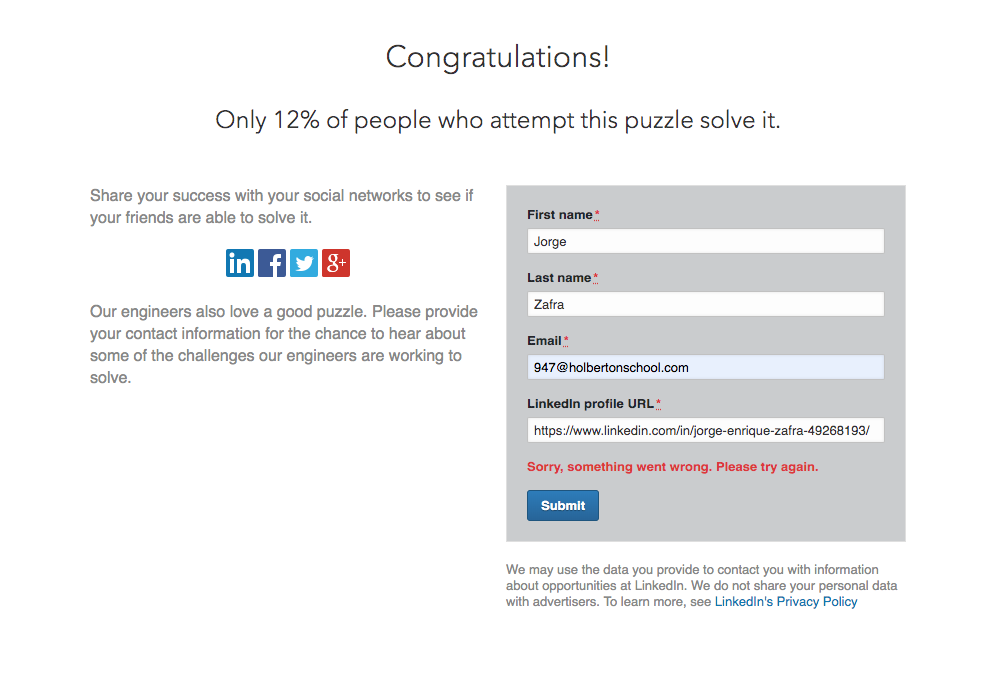 Congratulations!
Only 12% of people who attempt this puzzle solve it.
Share your success with your social networks to see if
your friends are able to solve it.
in f g+
Our engineers also love a good puzzle. Please provide
your contact information for the chance to hear about
some of the challenges our engineers are working to
solve.
First name*
Jorge
Last name*
Zafra
Email*
947@holbertonschool.com
LinkedIn profile URL*
https://www.linkedin.com/in/jorge-enrique-zafra-49268193/
Sorry, something went wrong. Please try again.
Submit
We may use the data you provide to contact you with information
about opportunities at LinkedIn. We do not share your personal data
with advertisers. To learn more, see LinkedIn's Privacy Policy